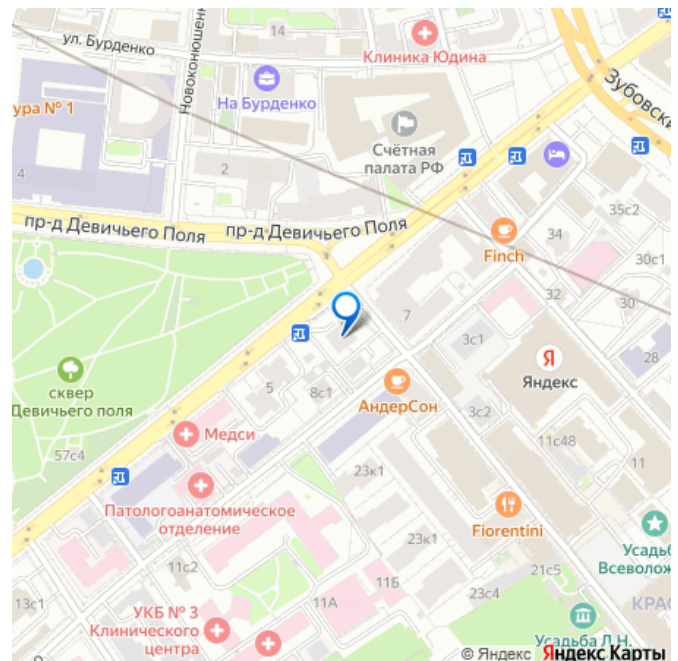 14
ул. Бурденко
Клиника Юдина
Новоконюшен
На Бурденко
Зубовски
ура № 1
Счётная
палата РФ
4
2
35с2
пр-д Девичьего Поля
пр-д Девичьего Поля
34
Finch
30с1
32
30
7
3с1
28
Я
Яндекс
сквер
Девичьего поля
5
8с1
АндерСон
3с2
Медси
57с4
11с48
11
23к1
Патологоанатомическое
отделение
Fiorentini
23к1
Усадьб
Всеволож
11с2
21с5
11Б
13с1
11А
23с4
КРАС
УКБ № 3
Клинического
центра
Усадьба Л.Н.
© Яндекс Яндекс Карты